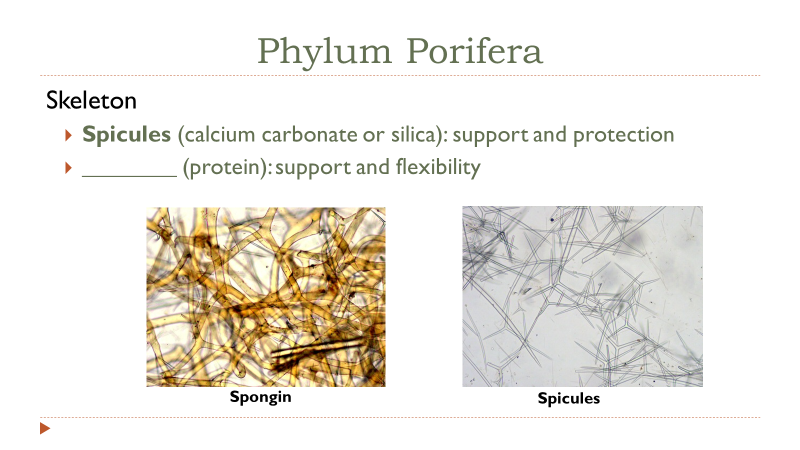 Phylum Porifera
Skeleton
Spicules (calcium carbonate or silica): support and protection
________ (protein): support and flexibility
Spongin
Spicules